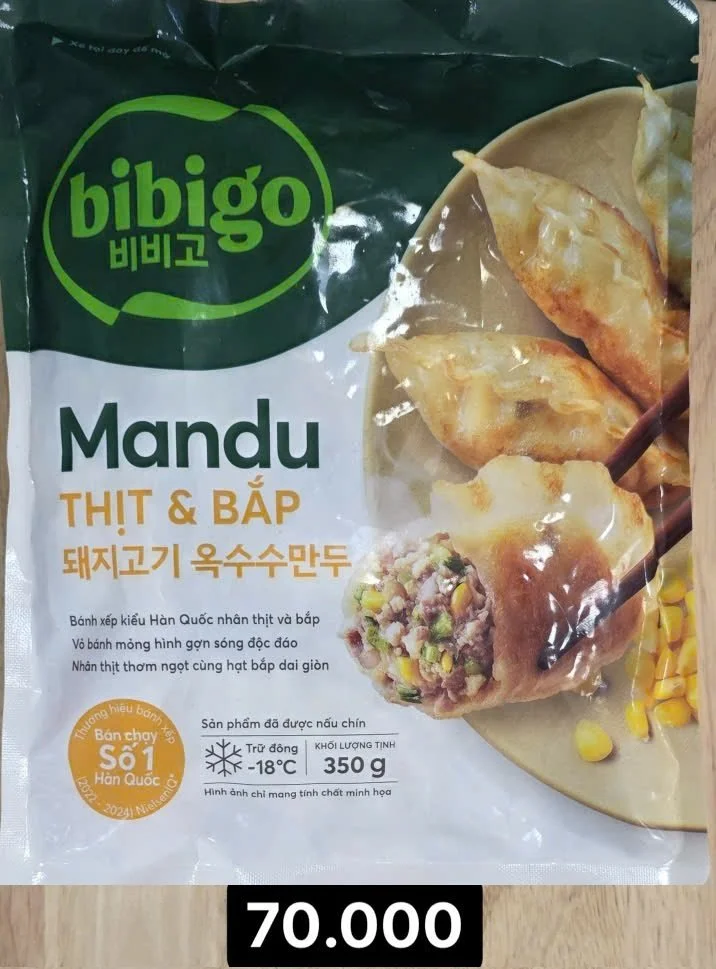 Xé tại đây để mở
bibigo
비비고
Mandu
THỊT & BẮP
돼지고기 옥수수만두
Bánh xếp kiểu Hàn Quốc nhân thịt và bắp
Vỏ bánh mỏng hình gợn sóng độc đáo
Nhân thịt thơm ngọt cùng hạt bắp dai giòn
Thương hiệu bánh xếp
Bán chạy
Số 1
Hàn Quốc
(2022 - 2024) NielsenIQ*
Sản phẩm đã được nấu chín
Trữ đông
-18°C
KHỐI LƯỢNG TỊNH
350 g
Hình ảnh chỉ mang tính chất minh họa
70.000